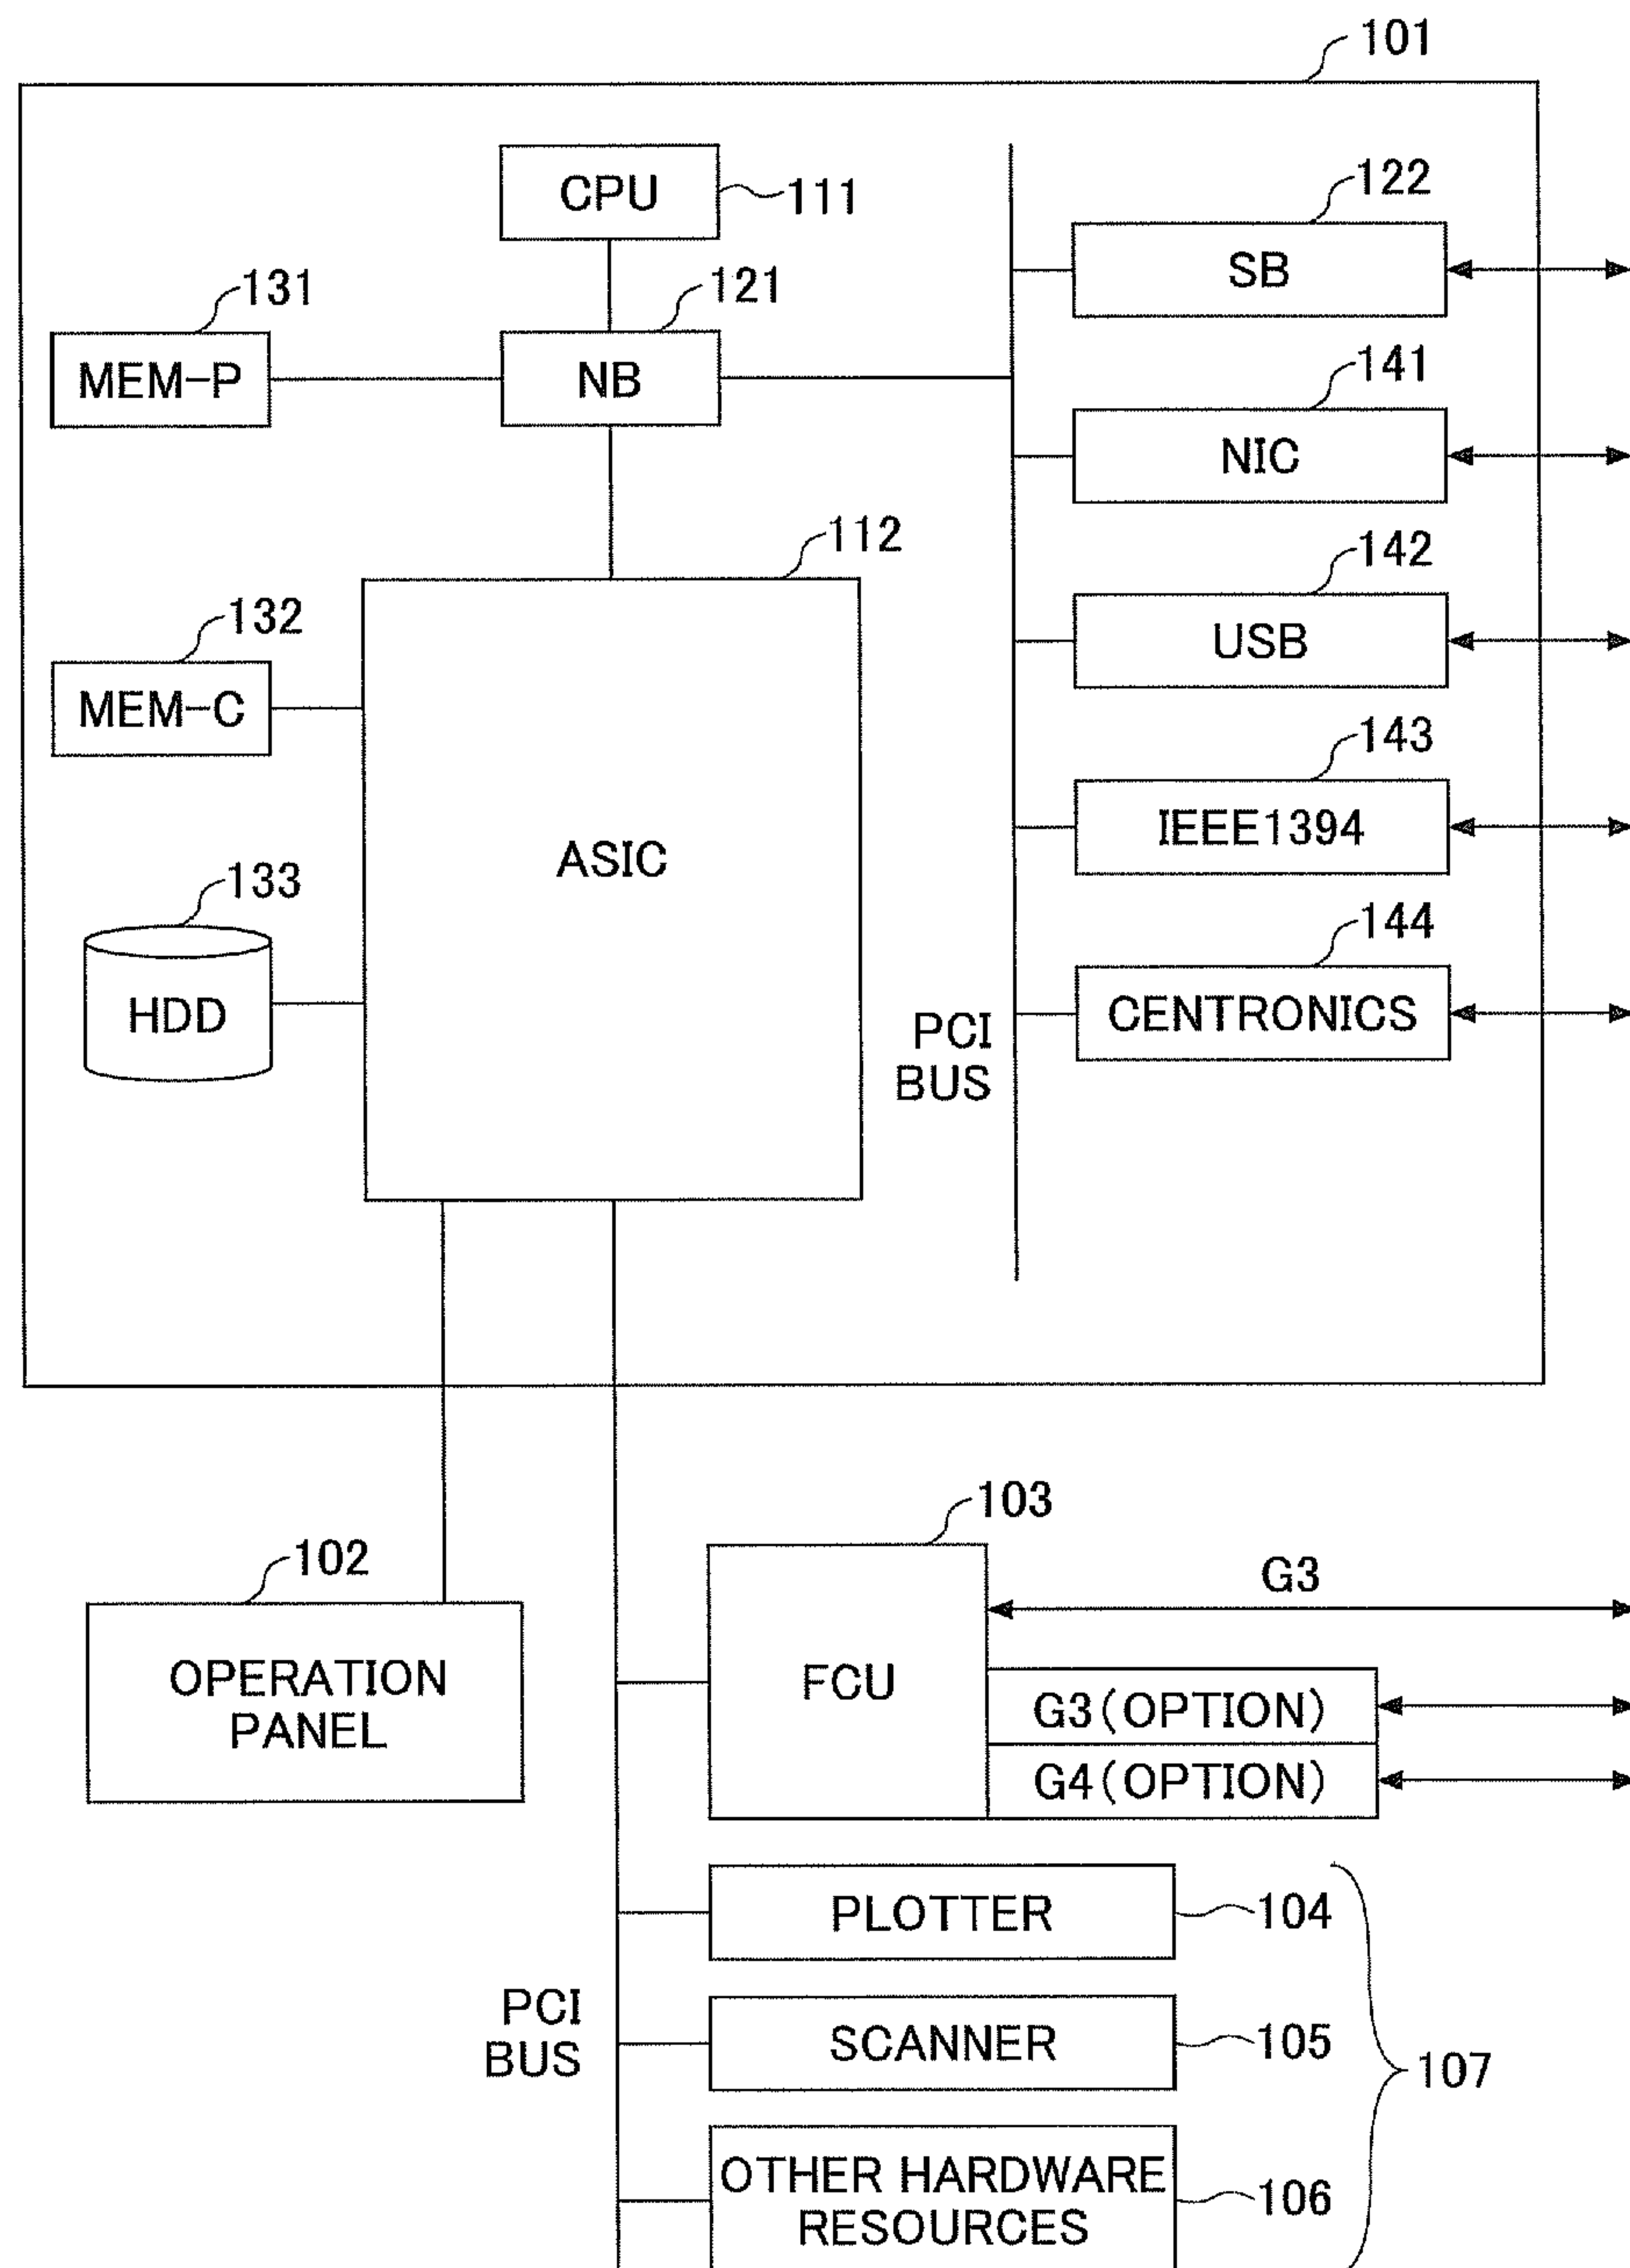 101
CPU
111
122
SB
131
121
MEM-P
NB
141
NIC
112
142
132
USB
MEM-C
143
ASIC
IEEE1394
133
144
HDD
PCI
BUS
CENTRONICS
103
102
G3
OPERATION
PANEL
FCU
G3(OPTION)
G4(OPTION)
PLOTTER
104
PCI
BUS
SCANNER
105
107
OTHER HARDWARE
RESOURCES
106